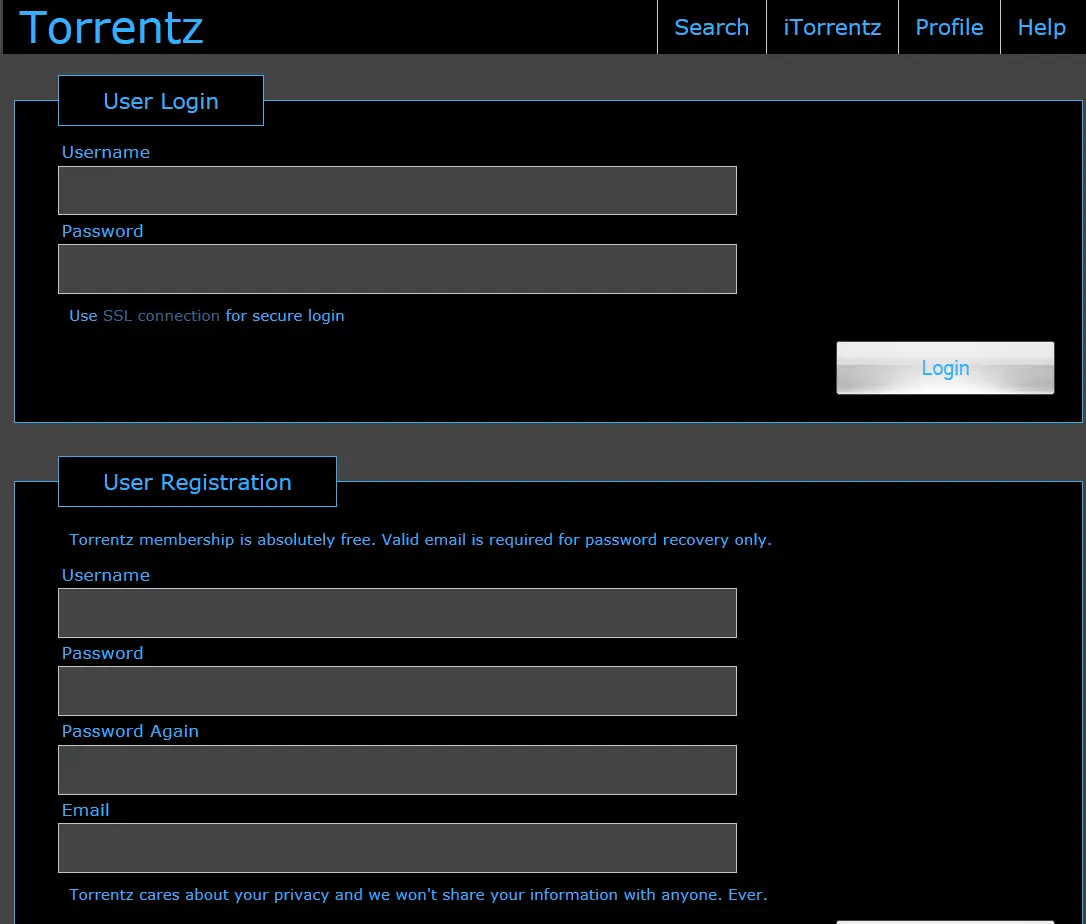 Torrentz
Search iTorrentz Profile Help
User Login
Username
Password
Use SSL connection for secure login
Login
User Registration
Torrentz membership is absolutely free. Valid email is required for password recovery only.
Username
Password
Password Again
Email
Torrentz cares about your privacy and we won't share your information with anyone. Ever.